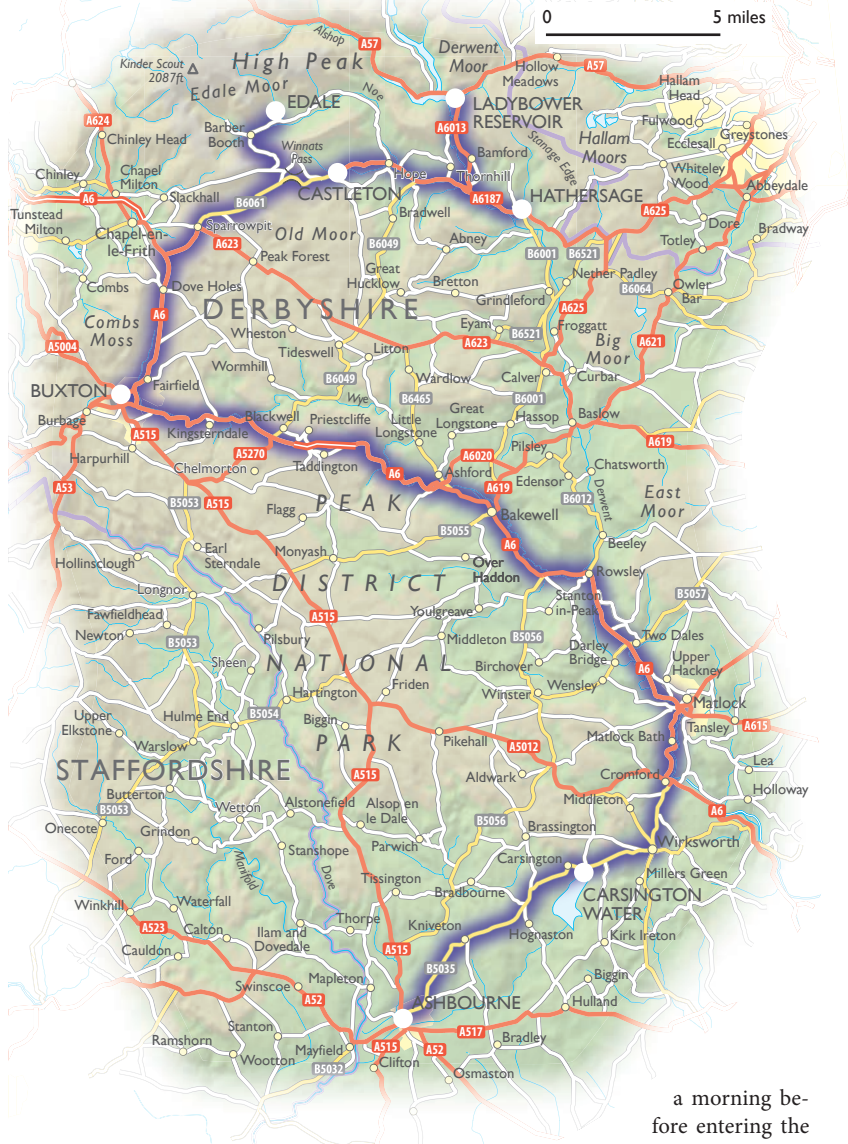 0
5 miles
Alshop
A57
Derwent
Moor
High Peak
Kinder Scout
2087ft
Edale Moor
Noe
Hollow
Meadows
A57
Hallam
Head
EDALE
LADYBOWER
RESERVOIR
A624
Chinley Head
Barber
Booth
A6013
Fulwood
Hallam
Moors
Greystones
Ecclesall
Winnats
Pass
Stanage Edge
Bamford
Chapel
Milton
Chinley
Hope
Thornhill
Whiteley
Wood
CASTLETON
Abbeydale
A6
Slackhall
B6061
A6187
HATHERSAGE
A625
Tunstead
Milton
Chapel-en-
le-Frith
Sparrowpit
Bradwell
Dore
Bradway
Old Moor
A623
B6049
Abney
Totley
Peak Forest
B6001
B6521
Great
Hucklow
Nether Padley
Combs
Dove Holes
Bretton
B6064
Owler
Bar
Grindleford
DERBYSHIRE
A6
A625
Combs
Moss
Wheston
Eyam
B6521
Froggatt
A5004
Tideswell
A623
Big
Moor
A621
Litton
Wormhill
B6049
Wardlow
Calver
Curbar
BUXTON
Fairfield
Wye
B6465
B6001
Burbage
Blackwell
Priestcliffe
Little
Longstone
Great
Longstone
Hassop
Baslow
A515
Kingsterndale
A619
Harpurhill
A5270
Pilsley
Chelmorton
Taddington
A6
A6020
Ashford
Chatsworth
A53
A619
Edensor
B5053
A515
PEAK
B6012
Derwent
East
Moor
Flagg
Bakewell
B5055
A6
Beeley
Earl
Sterndale
Monyash
Hollinsclough
Over
Haddon
Rowsley
DISTRICT
Longnor
Stanton
in-Peak
B5057
Youlgreave
Fawfieldhead
A515
Newton
Pilsbury
Middleton
B5056
Two Dales
B5053
Darley
Bridge
Sheen
NATIONAL
Birchover
A6
Upper
Hackney
Hartington
Friden
Winster
Wensley
Matlock
Upper
Elkstone
Hulme End
B5054
Biggin
Tansley
A615
Warslow
PARK
Pikehall
A5012
Matlock Bath
STAFFORDSHIRE
A515
Aldwark
Cromford
Lea
Butterton
Holloway
Wetton
Alstonefield
Alsop en
le Dale
Middleton
A6
B5053
B5056
Onecote
Grindon
Brassington
Parwich
Wirksworth
Ford
Stanshope
Carsington
Manifold
Dove
Tissington
Millers Green
Bradbourne
CARSINGTON
WATER
Winkhill
Waterfall
Thorpe
Kniveton
A523
Calton
Ilam and
Dovedale
Hognaston
Kirk Ireton
Cauldon
A515
B5035
Biggin
Swinscoe
Mapleton
A52
ASHBOURNE
Hulland
Stanton
A517
Ramshorn
Mayfield
A515
A52
Bradley
Wootton
B5032
Clifton
Osmaston
a morning be-
fore entering the